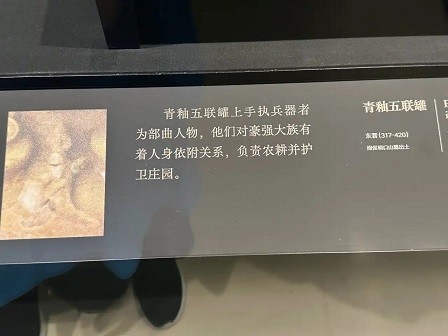 青釉五联罐上手执兵器者
为部曲人物，他们对豪强大族有
着人身依附关系，负责农耕并护
卫庄园。
青釉五联罐
东晋（317-420）